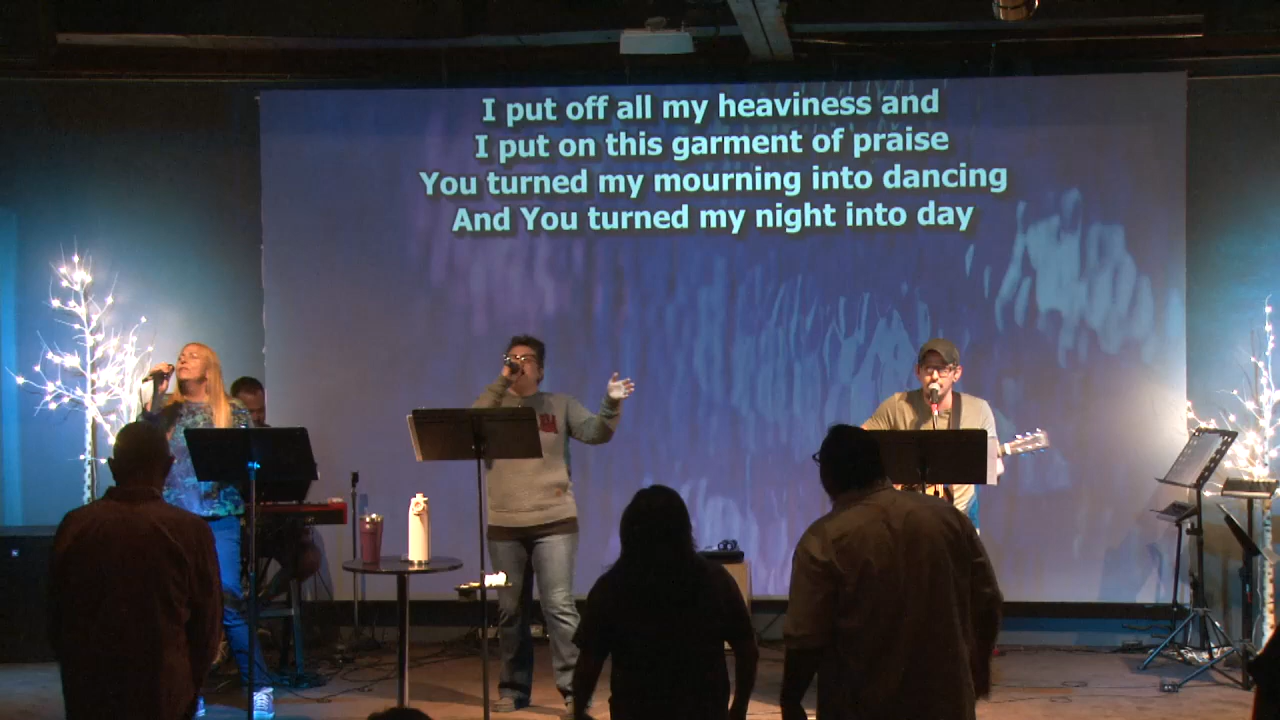 I put off all my heaviness and
I put on this garment of praise
You turned my mourning into dancing
And You turned my night into day